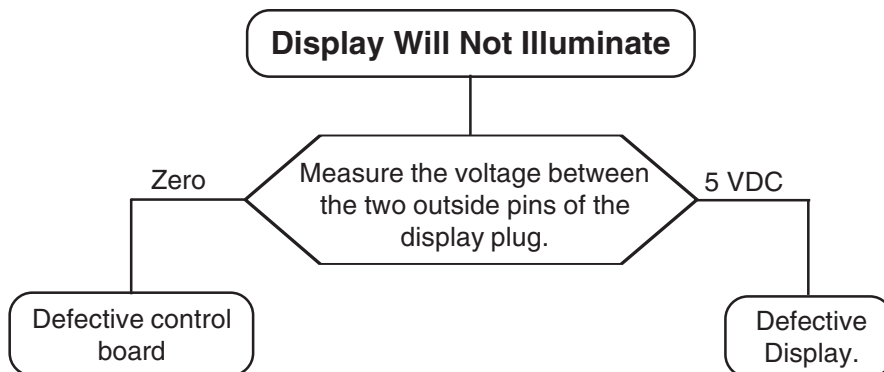 Display Will Not Illuminate
Zero
Measure the voltage between
the two outside pins of the
display plug.
5 VDC
Defective control
board
Defective
Display.